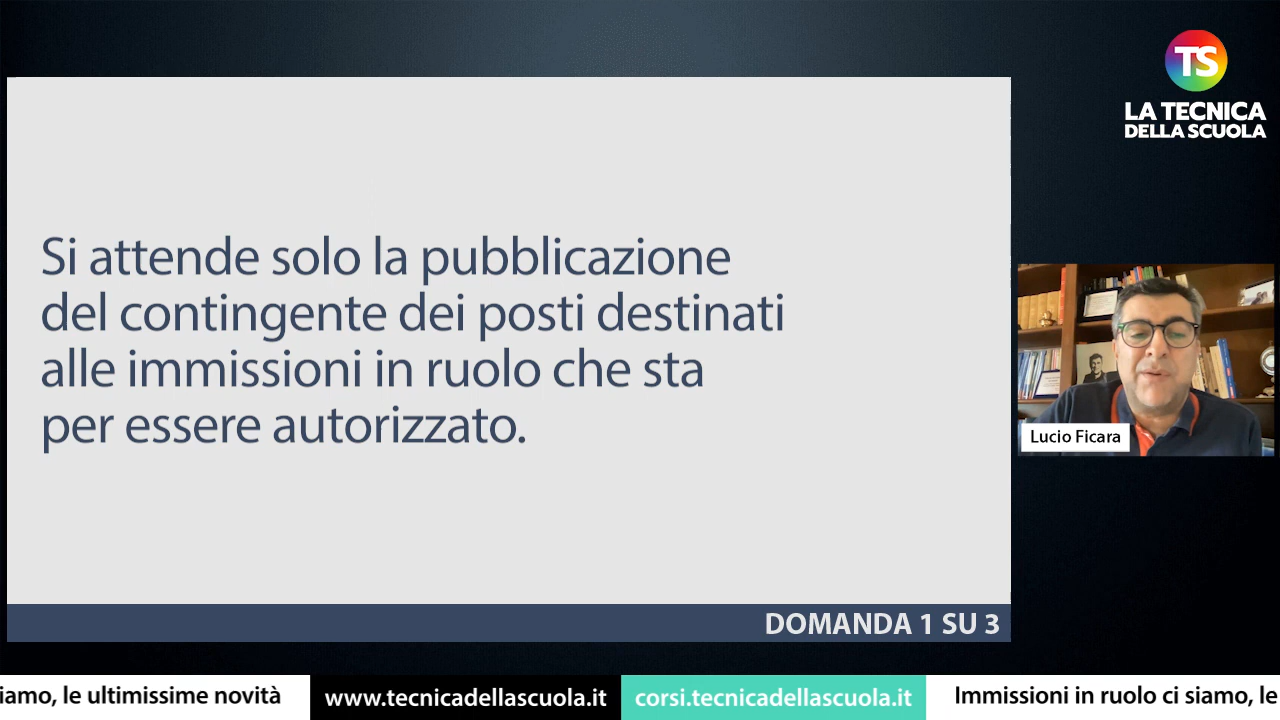 TS
LA TECNICA
DELLA SCUOLA
Si attende solo la pubblicazione
del contingente dei posti destinati
alle immissioni in ruolo che sta
per essere autorizzato.
Lucio Ficara
DOMANDA 1 SU 3
iamo, le ultimissime novità
www.tecnicadellascuola.it
corsi.tecnicadellascuola.it
Immissioni in ruolo ci siamo, le